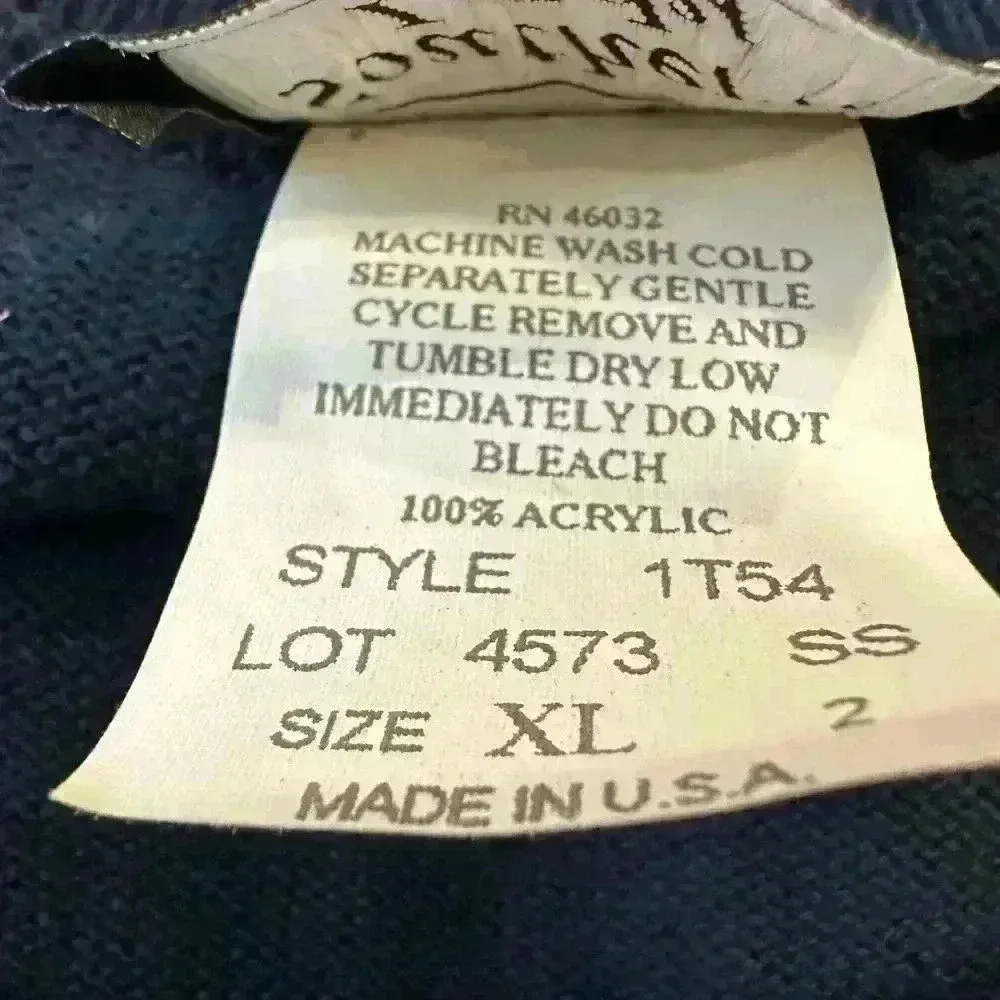 RN 46032
MACHINE WASH COLD
SEPARATELY GENTLE
CYCLE REMOVE AND
TUMBLE DRY LOW
IMMEDIATELY DO NOT
BLEACH
100% ACRYLIC
STYLE 1T54
LOT 4573 SS
SIZE XL 2
MADE IN U.S.A.